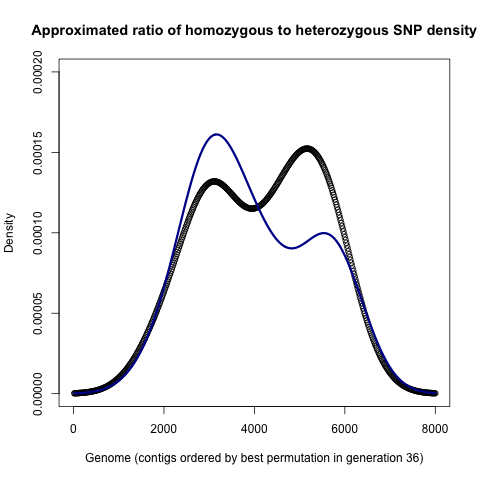 Approximated ratio of homozygous to heterozygous SNP density
Density
0.00020
0.00015
0.00010
0.00005
0.00000
0 2000 4000 6000 8000
Genome (contigs ordered by best permutation in generation 36)